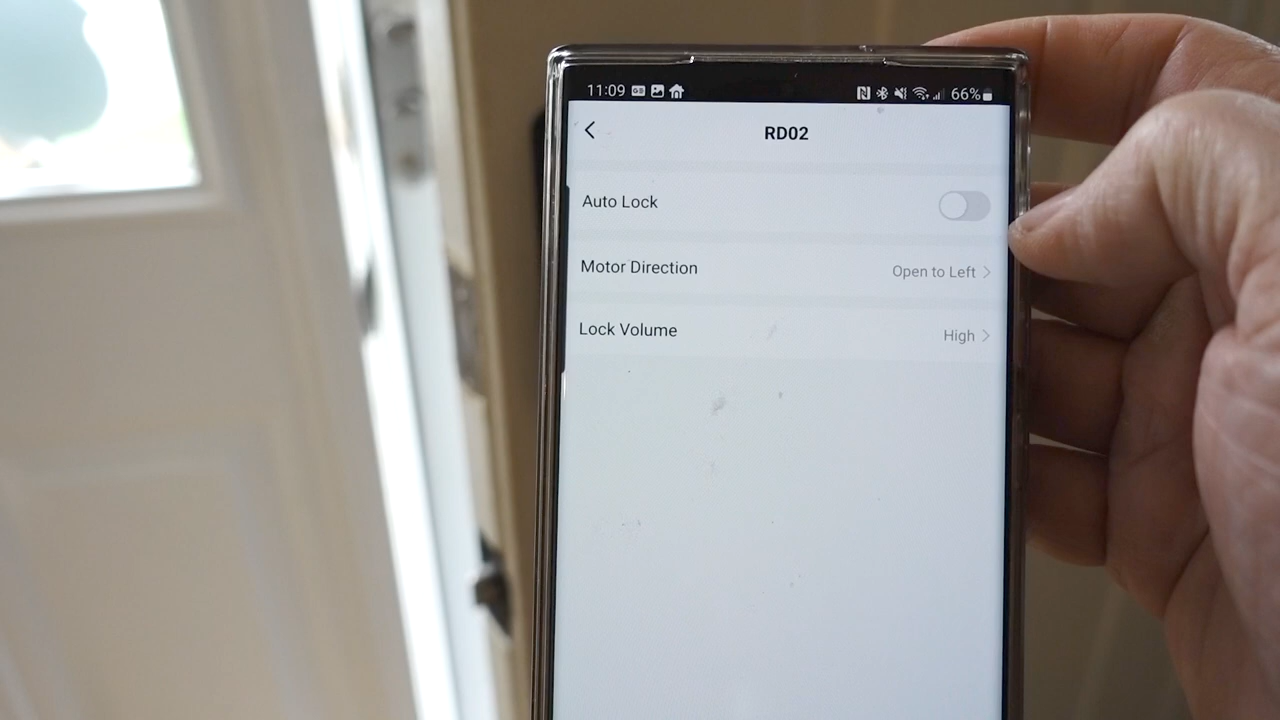 11:09 66%
RD02
Auto Lock
Motor Direction Open to Left
Lock Volume High